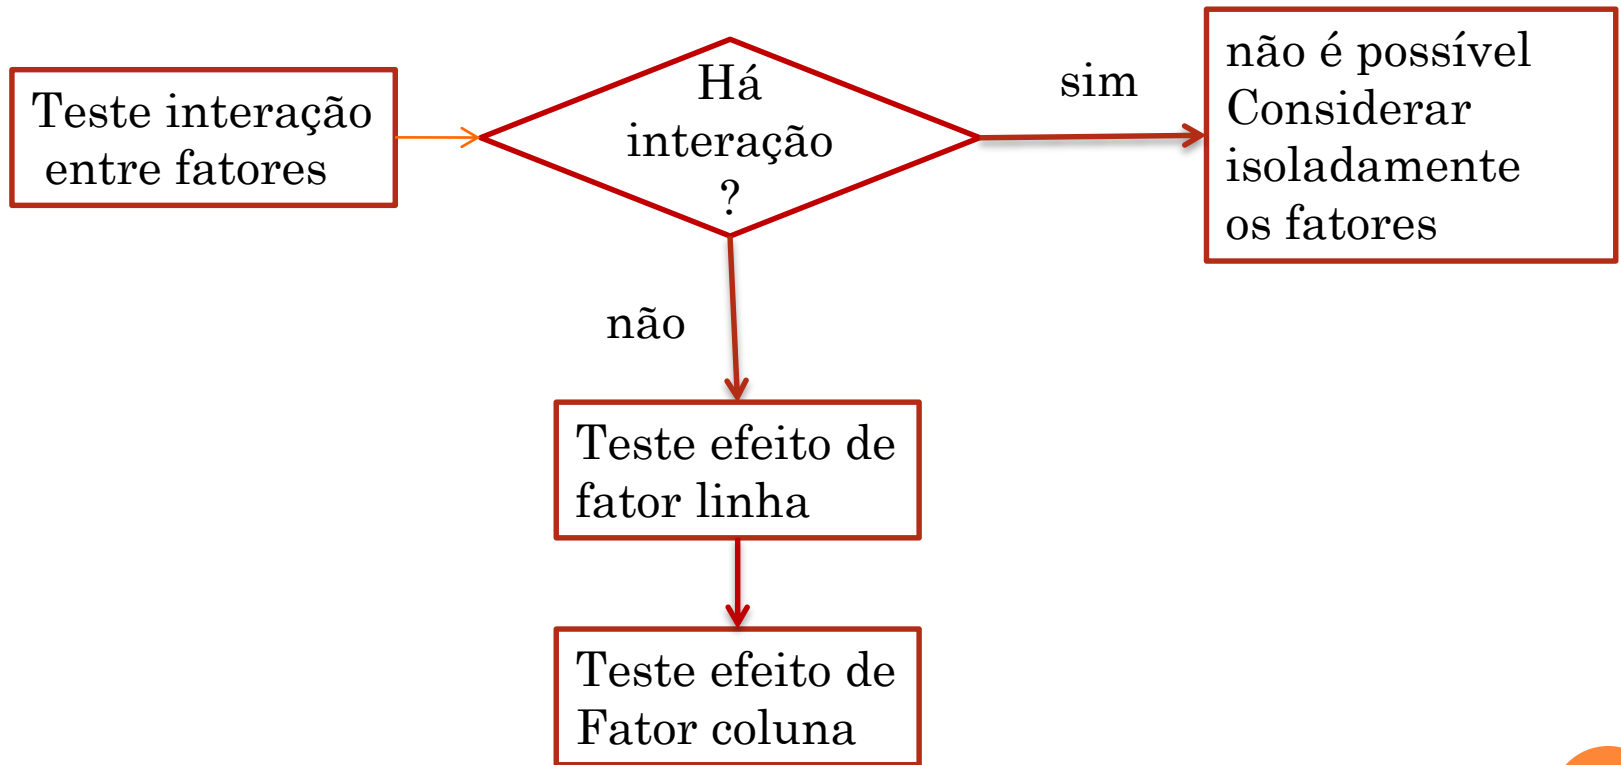 Teste interação
entre fatores
Há
interação
?
sim
não é possível
Considerar
isoladamente
os fatores
não
Teste efeito de
fator linha
Teste efeito de
Fator coluna